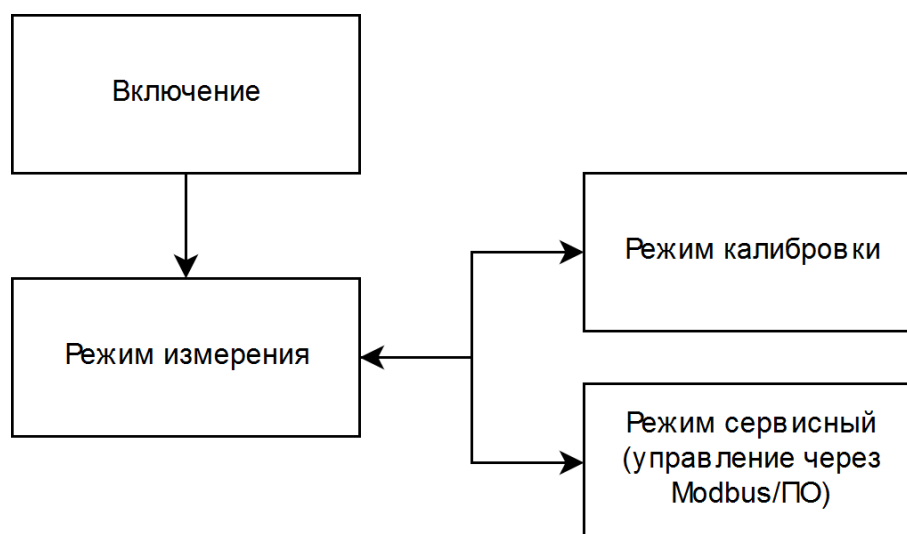 Включение
Режим калибровки
Режим измерения
Режим сервисный
(управление через
Modbus/ПО)